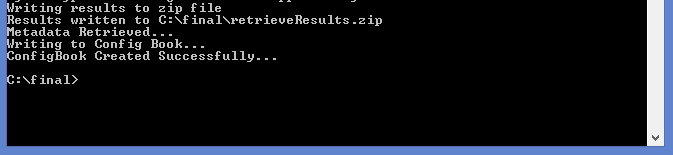 Writing results to zip file
Results written to C:\final\retrieveResults.zip
Metadata Retrieved...
Writing to Config Book...
ConfigBook Created Successfully...
C:\final>